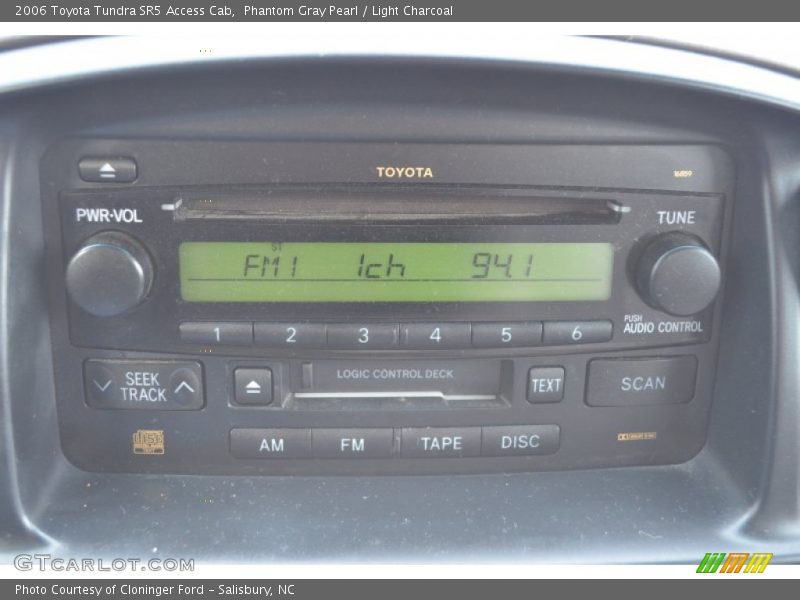 2006 Toyota Tundra SR5 Access Cab, Phantom Gray Pearl / Light Charcoal
TOYOTA
16859
PWR·VOL
TUNE
ST
FM1 1ch 94.1
PUSH
AUDIO CONTROL
1 2 3 4 5 6
SEEK
TRACK
LOGIC CONTROL DECK
TEXT
SCAN
AM FM TAPE DISC
GTCARLOT.COM
Photo Courtesy of Cloninger Ford - Salisbury, NC